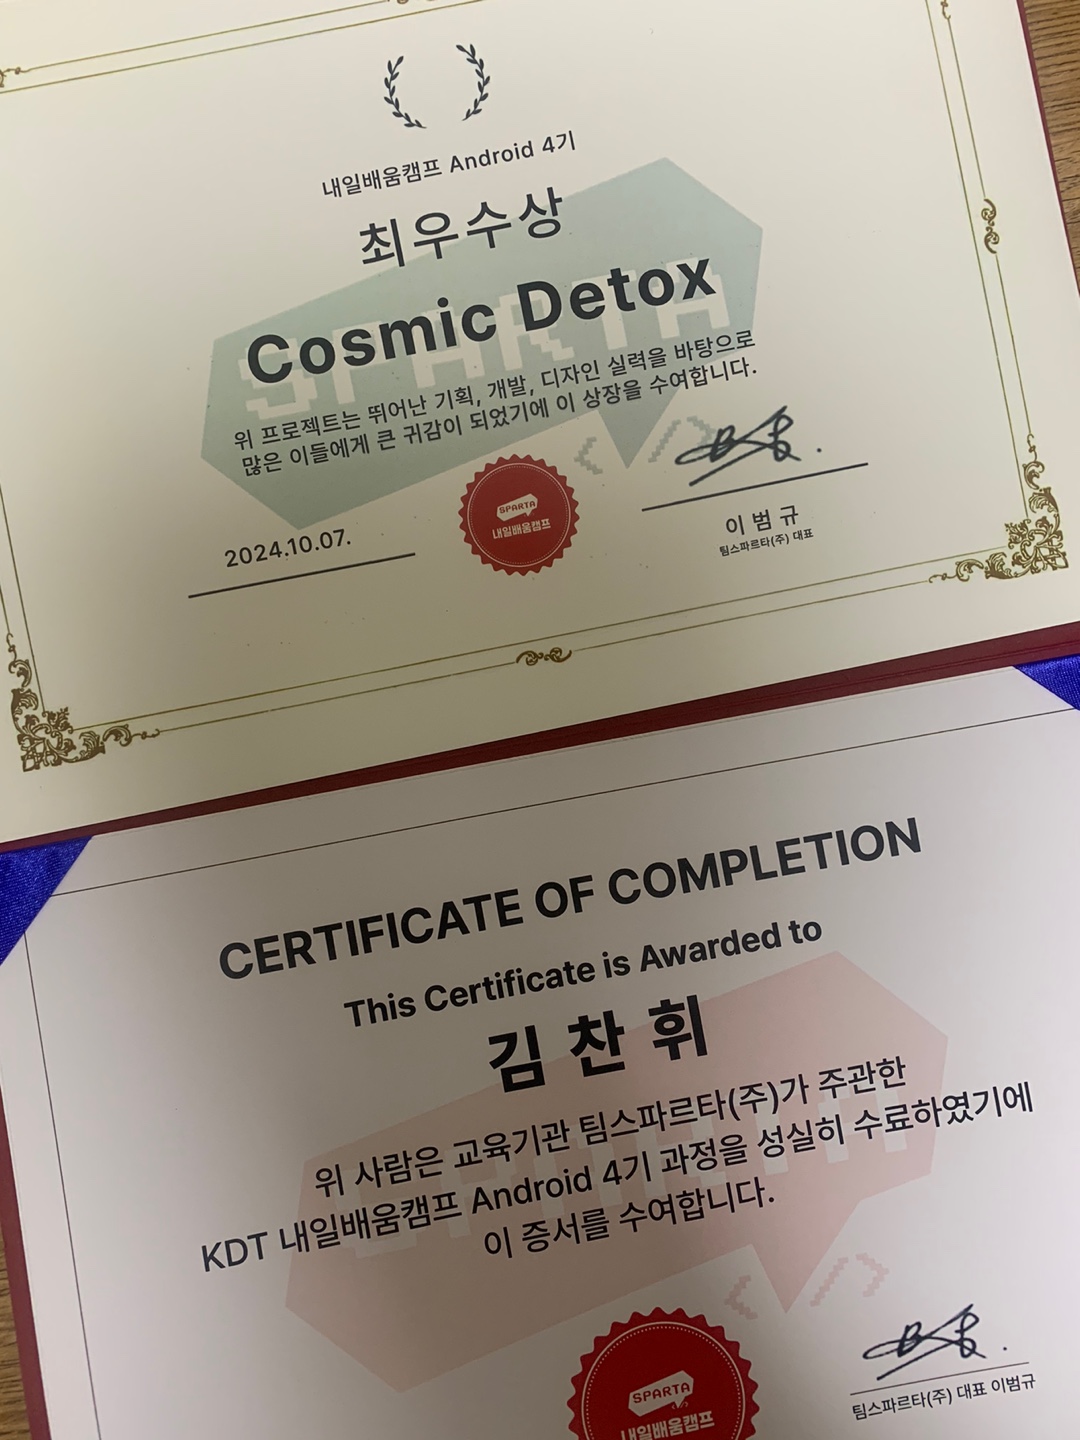 내일배움캠프 Android 4기
최우수상
Cosmic Detox
SPARTA
위 프로젝트는 뛰어난 기획, 개발, 디자인 실력을 바탕으로
많은 이들에게 큰 귀감이 되었기에 이 상장을 수여합니다.
</>
2024.10.07.
SPARTA
내일배움캠프
이 범 규
팀스파르타(주) 대표
CERTIFICATE OF COMPLETION
This Certificate is Awarded to
김 찬 휘
위 사람은 교육기관 팀스파르타(주)가 주관한
KDT 내일배움캠프 Android 4기 과정을 성실히 수료하였기에
이 증서를 수여합니다.
</>
SPARTA
</>
내일배움캠프
팀스파르타(주) 대표 이범규